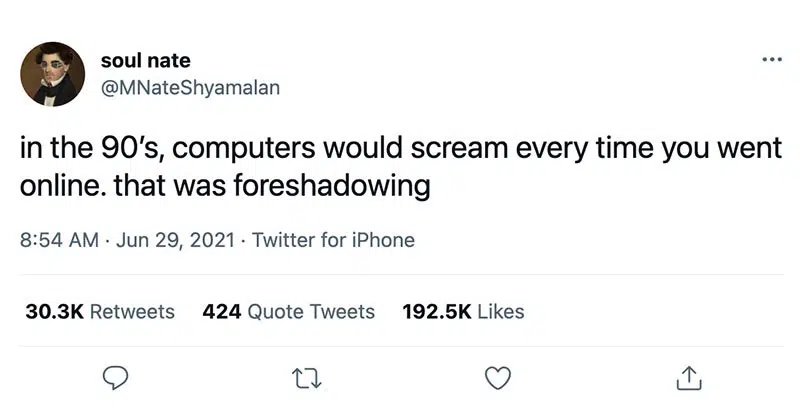 soul nate
@MNateShyamalan
in the 90's, computers would scream every time you went
online. that was foreshadowing
8:54 AM · Jun 29, 2021 · Twitter for iPhone
30.3K Retweets 424 Quote Tweets 192.5K Likes